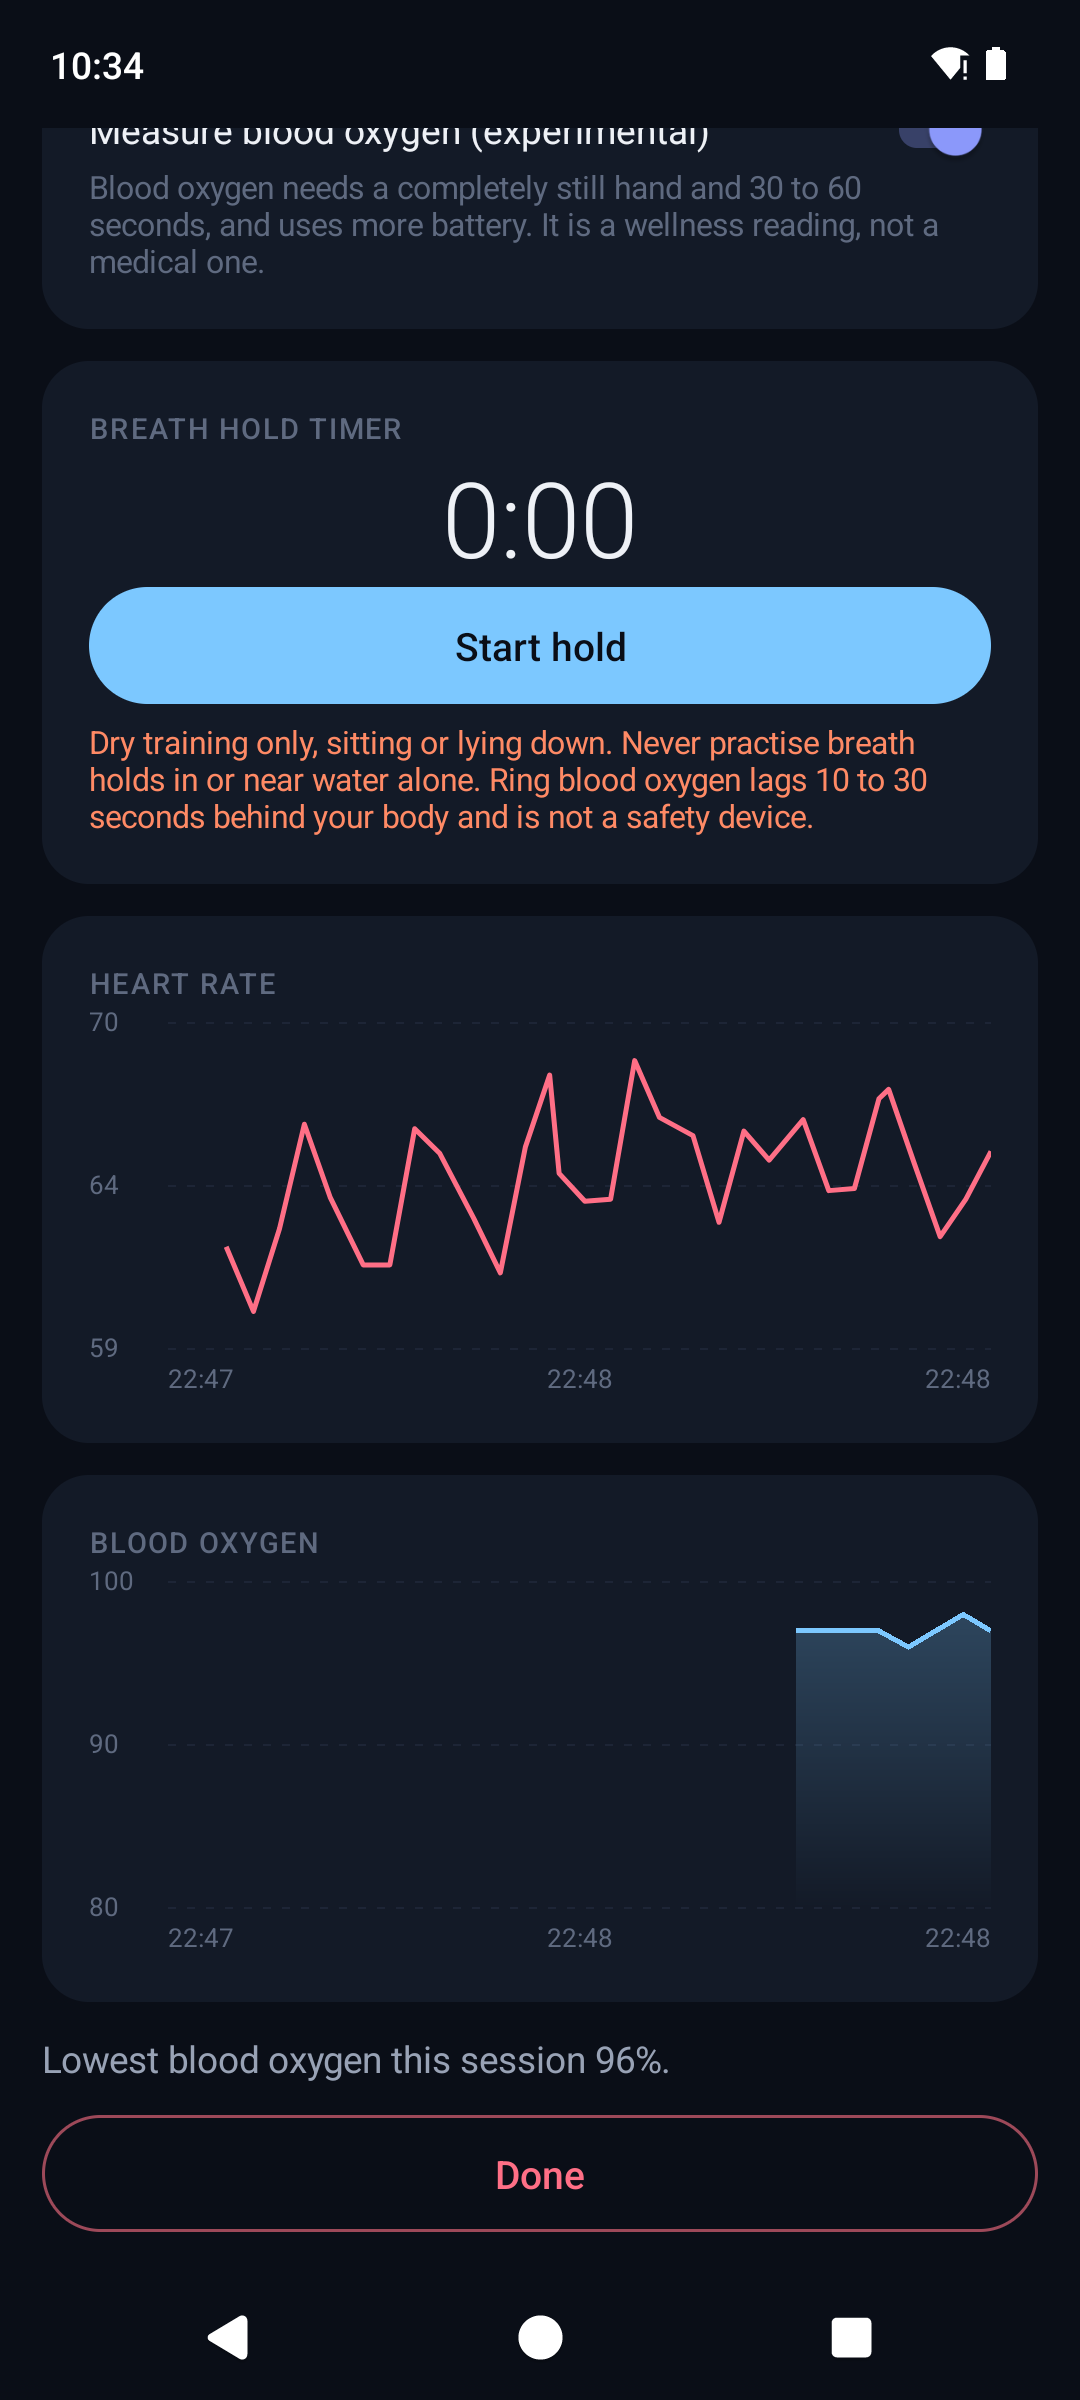 10:34
Measure blood oxygen (experimental)
Blood oxygen needs a completely still hand and 30 to 60
seconds, and uses more battery. It is a wellness reading, not a
medical one.
BREATH HOLD TIMER
0:00
Start hold
Dry training only, sitting or lying down. Never practise breath
holds in or near water alone. Ring blood oxygen lags 10 to 30
seconds behind your body and is not a safety device.
HEART RATE
70
64
59
22:47 22:48 22:48
BLOOD OXYGEN
100
90
80
22:47 22:48 22:48
Lowest blood oxygen this session 96%.
Done